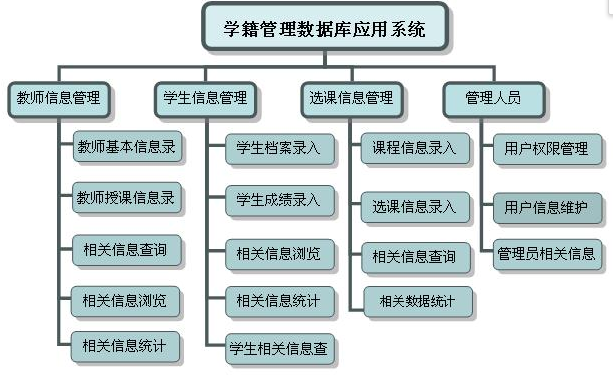 学籍管理数据库应用系统
教师信息管理
学生信息管理
选课信息管理
管理人员
教师基本信息录
学生档案录入
课程信息录入
用户权限管理
教师授课信息录
学生成绩录入
选课信息录入
用户信息维护
相关信息查询
相关信息浏览
相关信息查询
管理员相关信息
相关信息浏览
相关信息统计
相关数据统计
相关信息统计
学生相关信息查